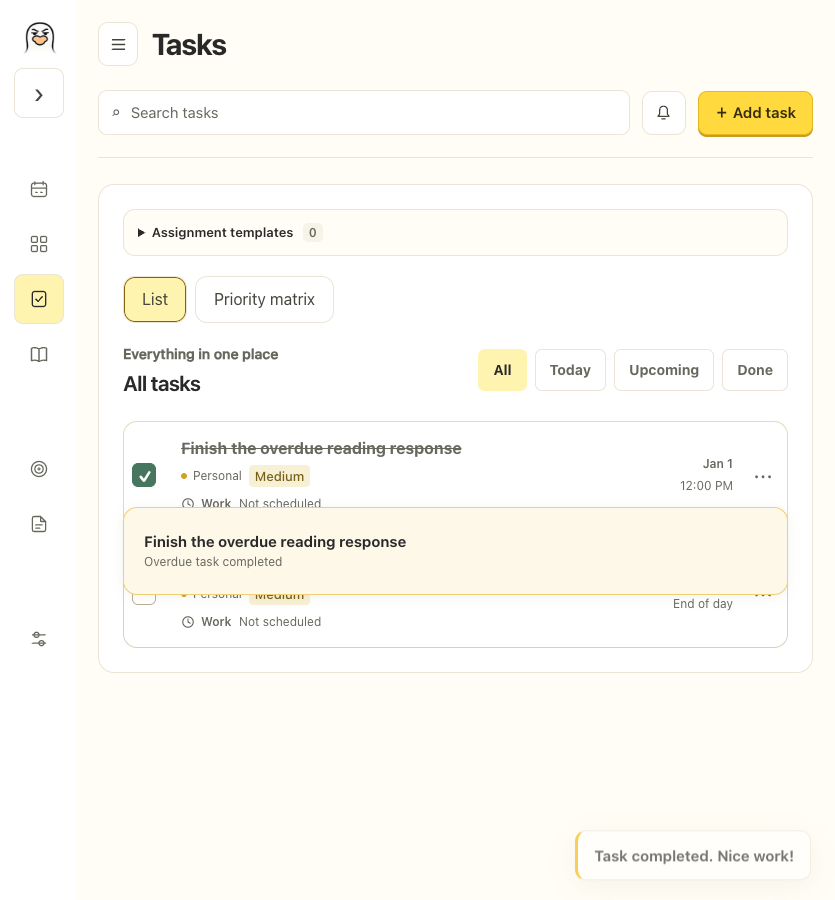 Tasks
Search tasks
+ Add task
Assignment templates 0
List
Priority matrix
Everything in one place
All tasks
All
Today
Upcoming
Done
Finish the overdue reading response
Personal Medium
Work Not scheduled
Jan 1
12:00 PM
Finish the overdue reading response
Overdue task completed
Personal Medium
End of day
Work Not scheduled
Task completed. Nice work!